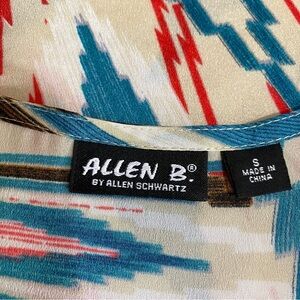 ALLEN B.®
BY ALLEN SCHWARTZ
S
MADE IN
CHINA